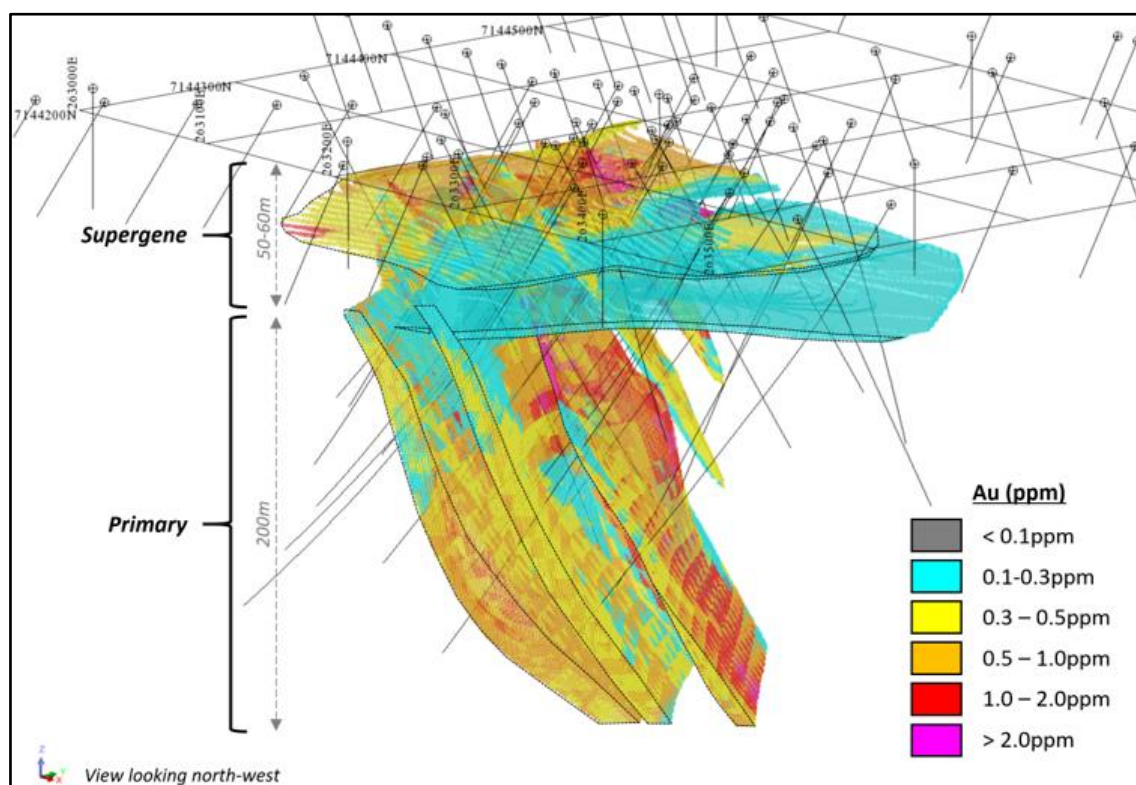 7144500N
7144400N
7144300N
7144200N
263000E
263100E
263200E
263300E
263400E
263500E
Supergene
50-60m
Primary
200m
Au (ppm)
< 0.1ppm
0.1-0.3ppm
0.3 – 0.5ppm
0.5 – 1.0ppm
1.0 – 2.0ppm
> 2.0ppm
Z
Y
X
View looking north-west